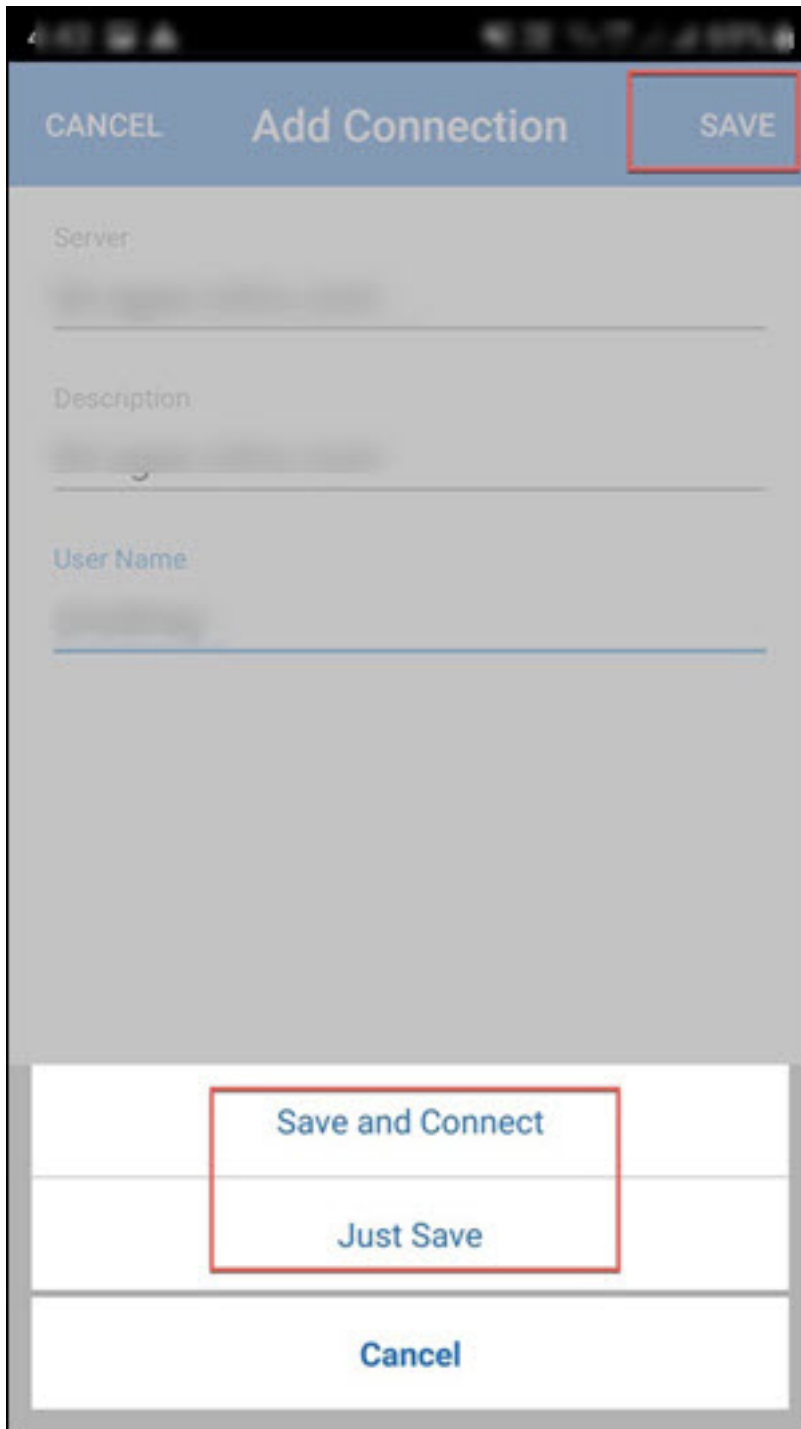 CANCEL Add Connection SAVE
Server
Description
User Name
Save and Connect
Just Save
Cancel